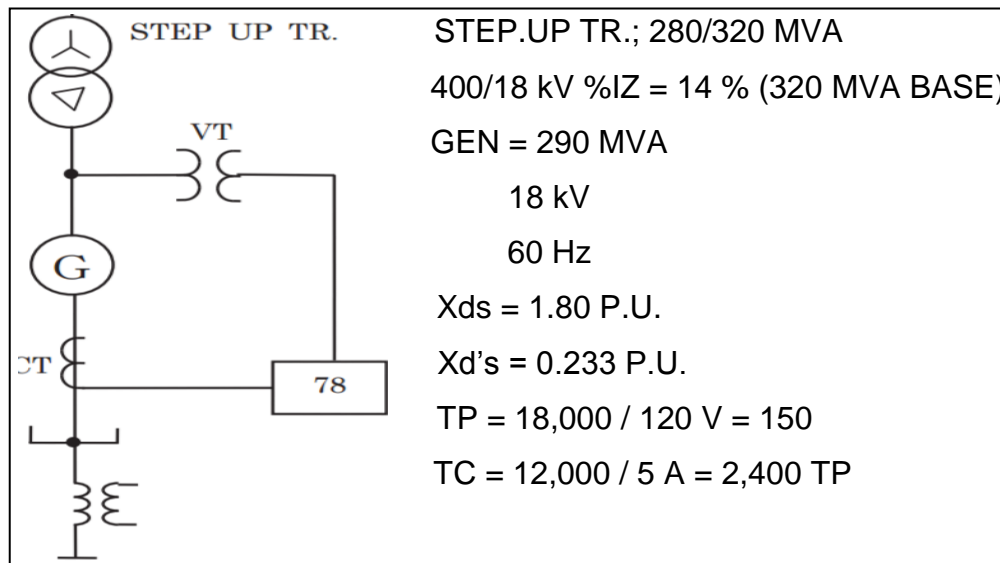 STEP UP TR.
VT
G
CT
78
STEP.UP TR.; 280/320 MVA
400/18 kV %IZ = 14 % (320 MVA BASE)
GEN = 290 MVA
18 kV
60 Hz
Xds = 1.80 P.U.
Xd’s = 0.233 P.U.
TP = 18,000 / 120 V = 150
TC = 12,000 / 5 A = 2,400 TP